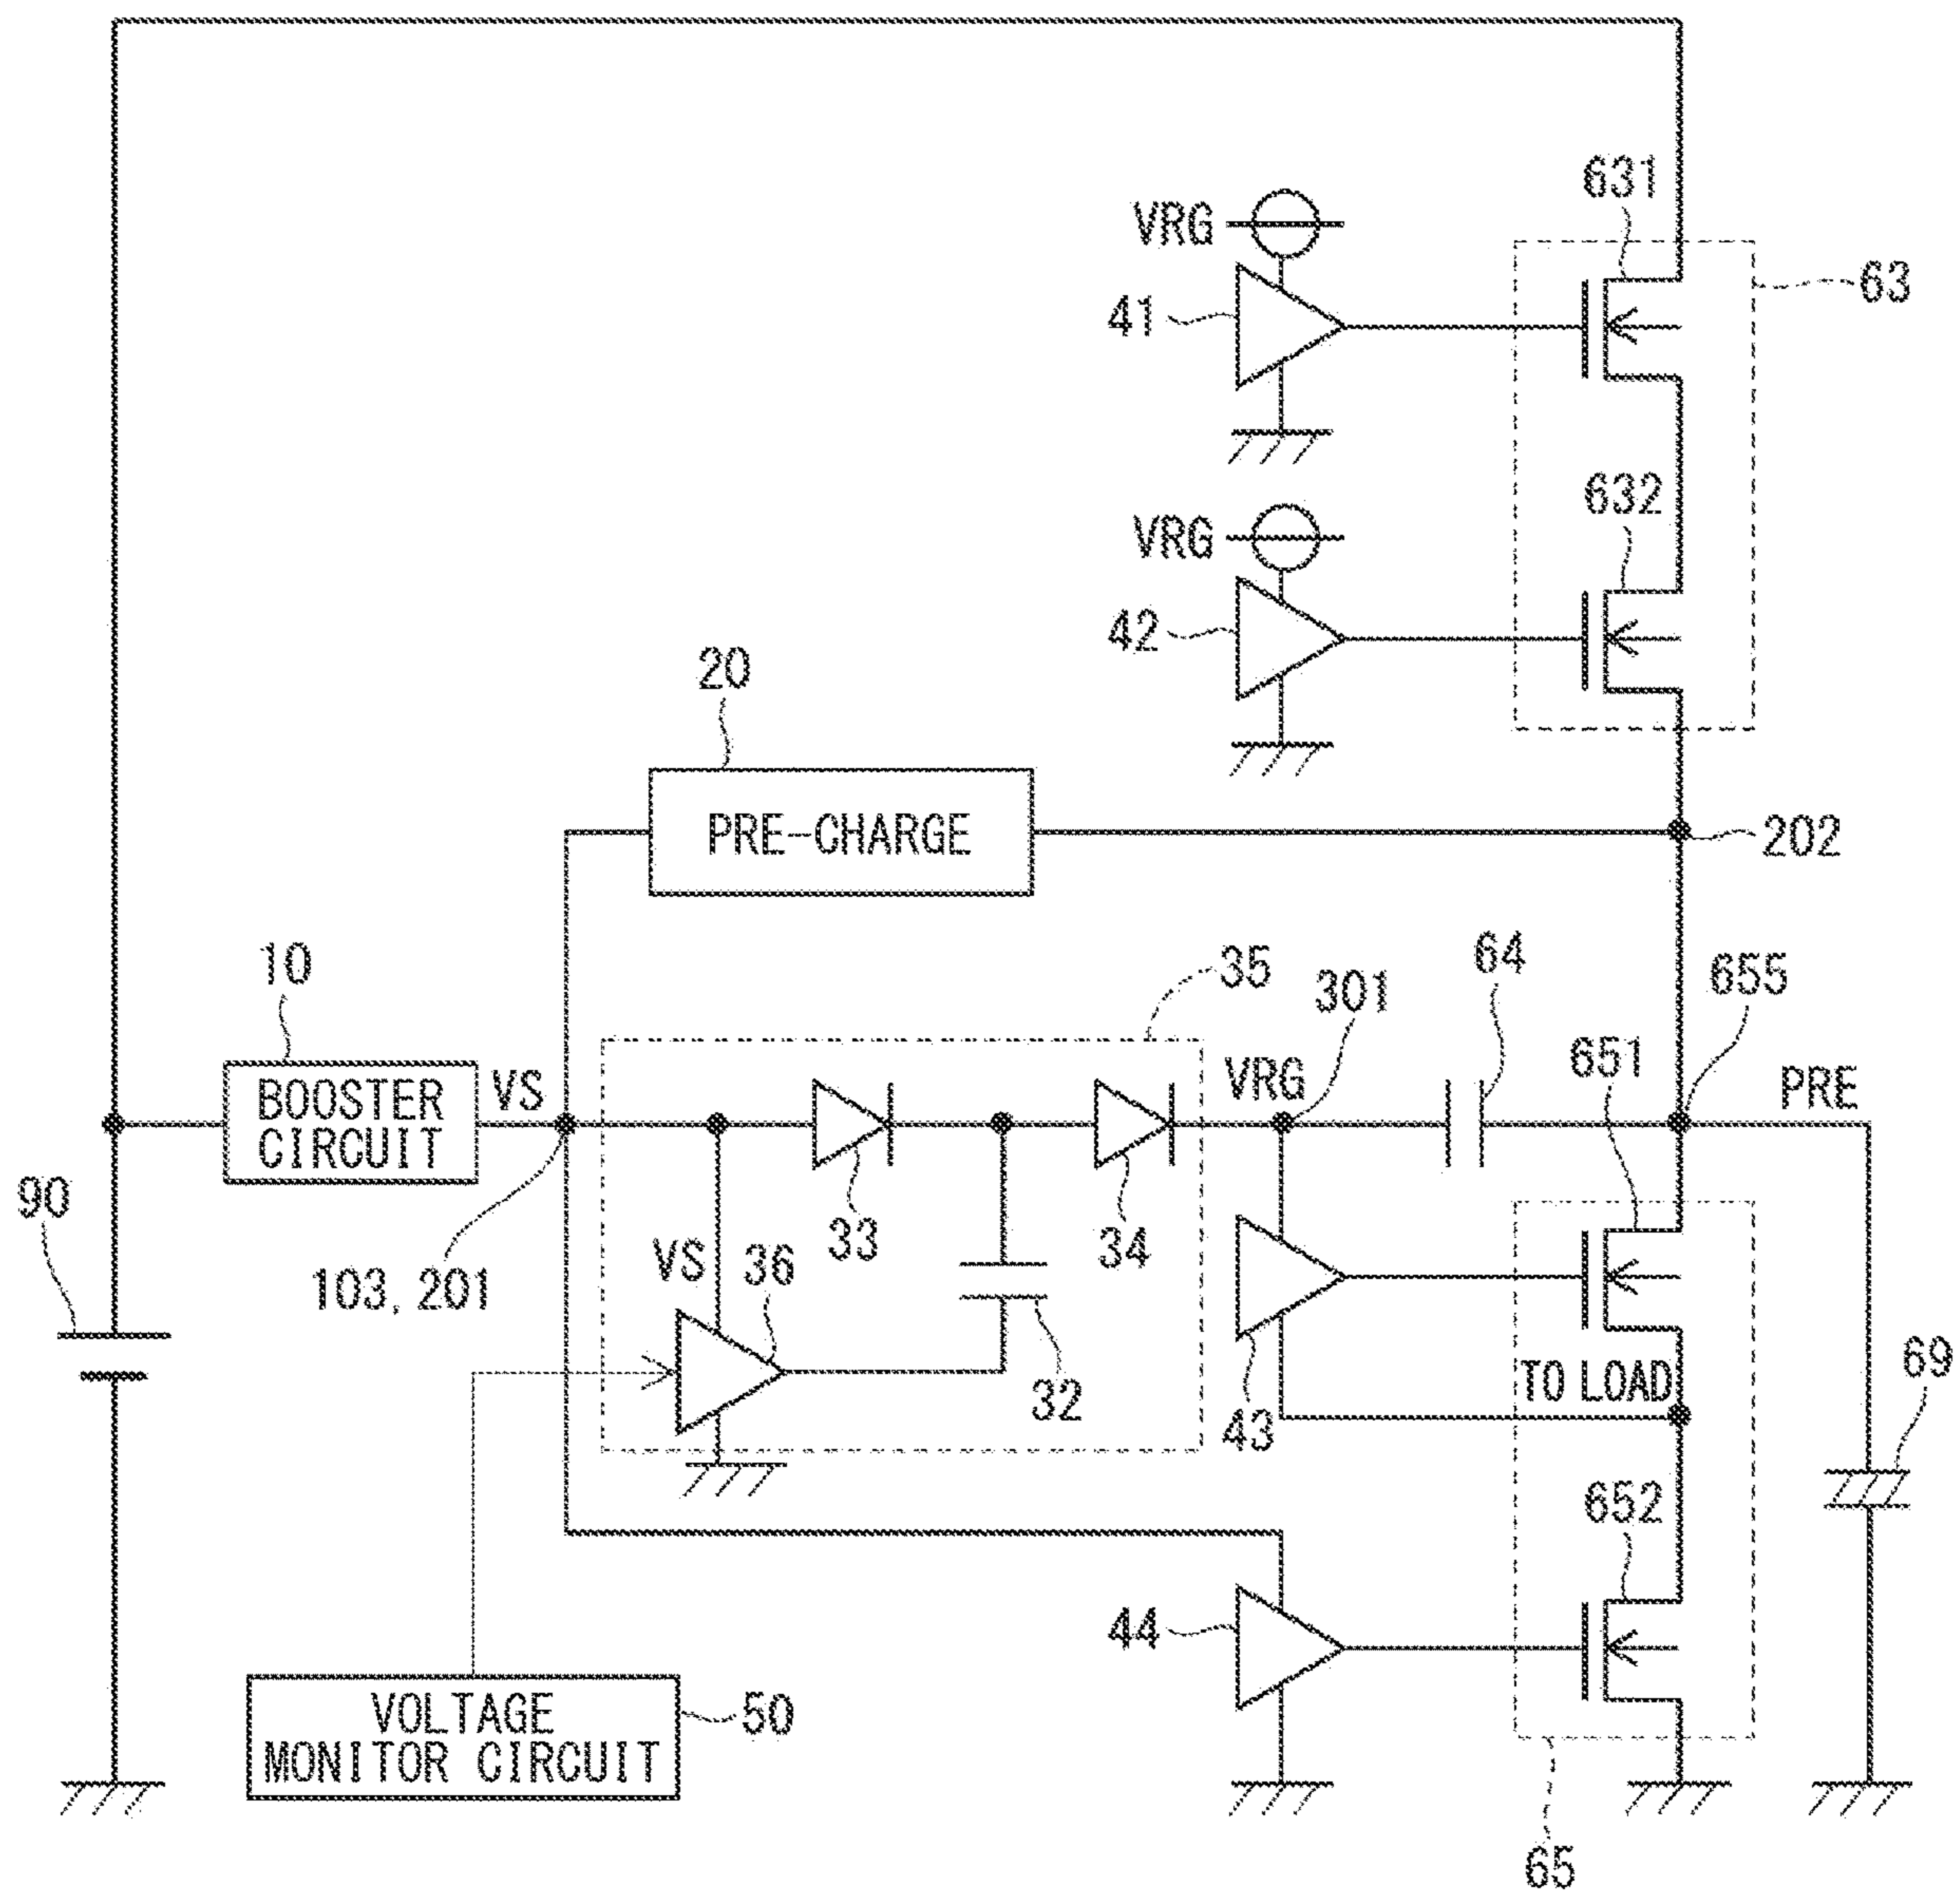 631
VRG
63
41
632
VRG
42
20
PRE-CHARGE
202
10
35
301
64
655
BOOSTER
CIRCUIT
VS
VRG
651
PRE
90
33
34
VS
36
103, 201
32
43
TO LOAD
69
652
44
VOLTAGE
MONITOR CIRCUIT
50
65